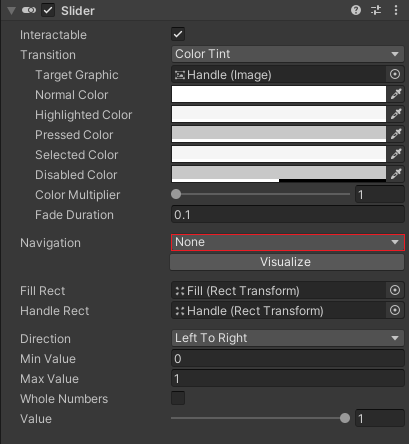 Slider
Interactable
Transition Color Tint
Target Graphic Handle (Image)
Normal Color
Highlighted Color
Pressed Color
Selected Color
Disabled Color
Color Multiplier 1
Fade Duration 0.1
Navigation None
Visualize
Fill Rect Fill (Rect Transform)
Handle Rect Handle (Rect Transform)
Direction Left To Right
Min Value 0
Max Value 1
Whole Numbers
Value 1